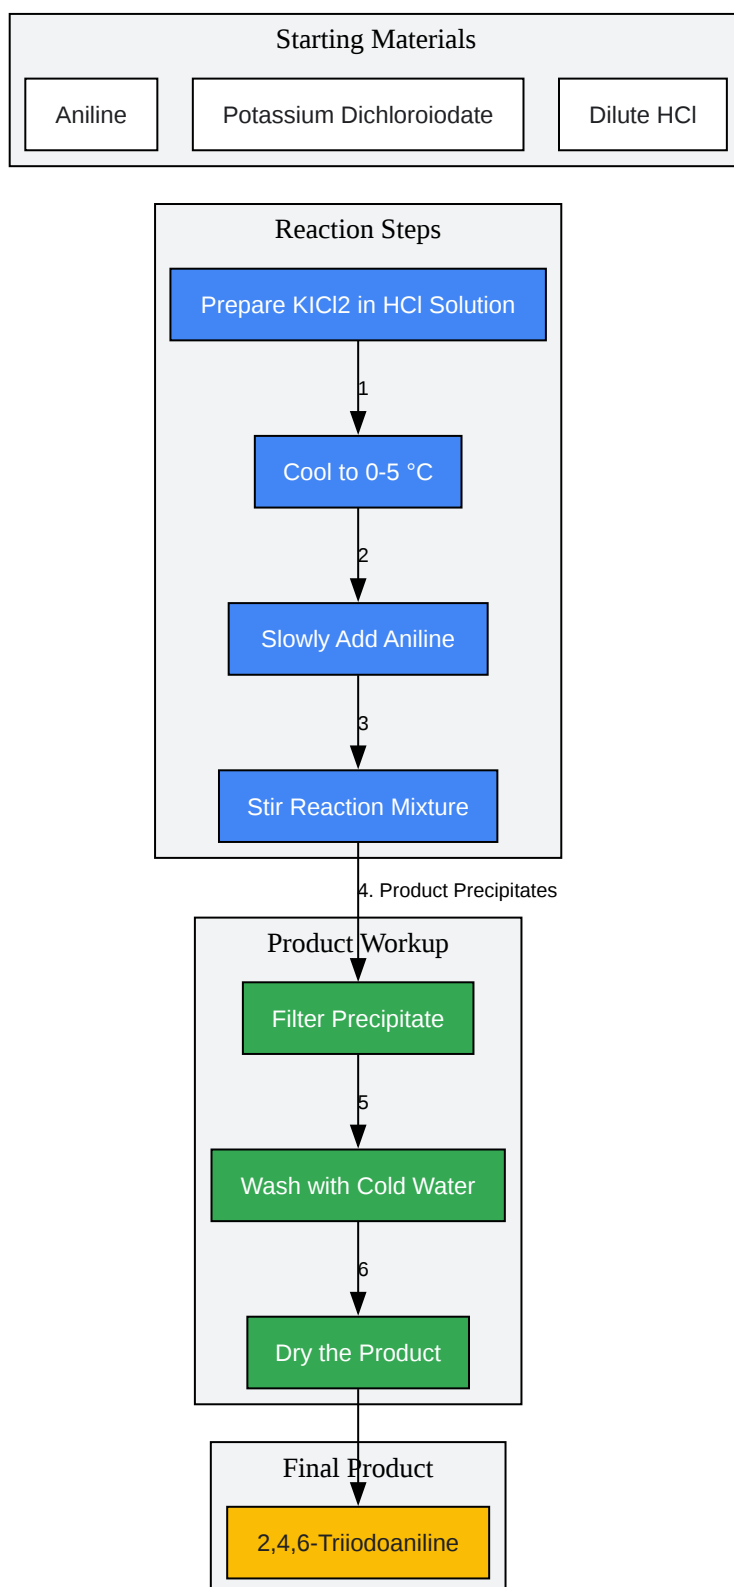 Starting Materials
Aniline
Potassium Dichloroiodate
Dilute HCl
Reaction Steps
Prepare KICl2 in HCl Solution
1
Cool to 0-5 °C
2
Slowly Add Aniline
3
Stir Reaction Mixture
4. Product Precipitates
Product Workup
Filter Precipitate
5
Wash with Cold Water
6
Dry the Product
Final Product
2,4,6-Triiodoaniline